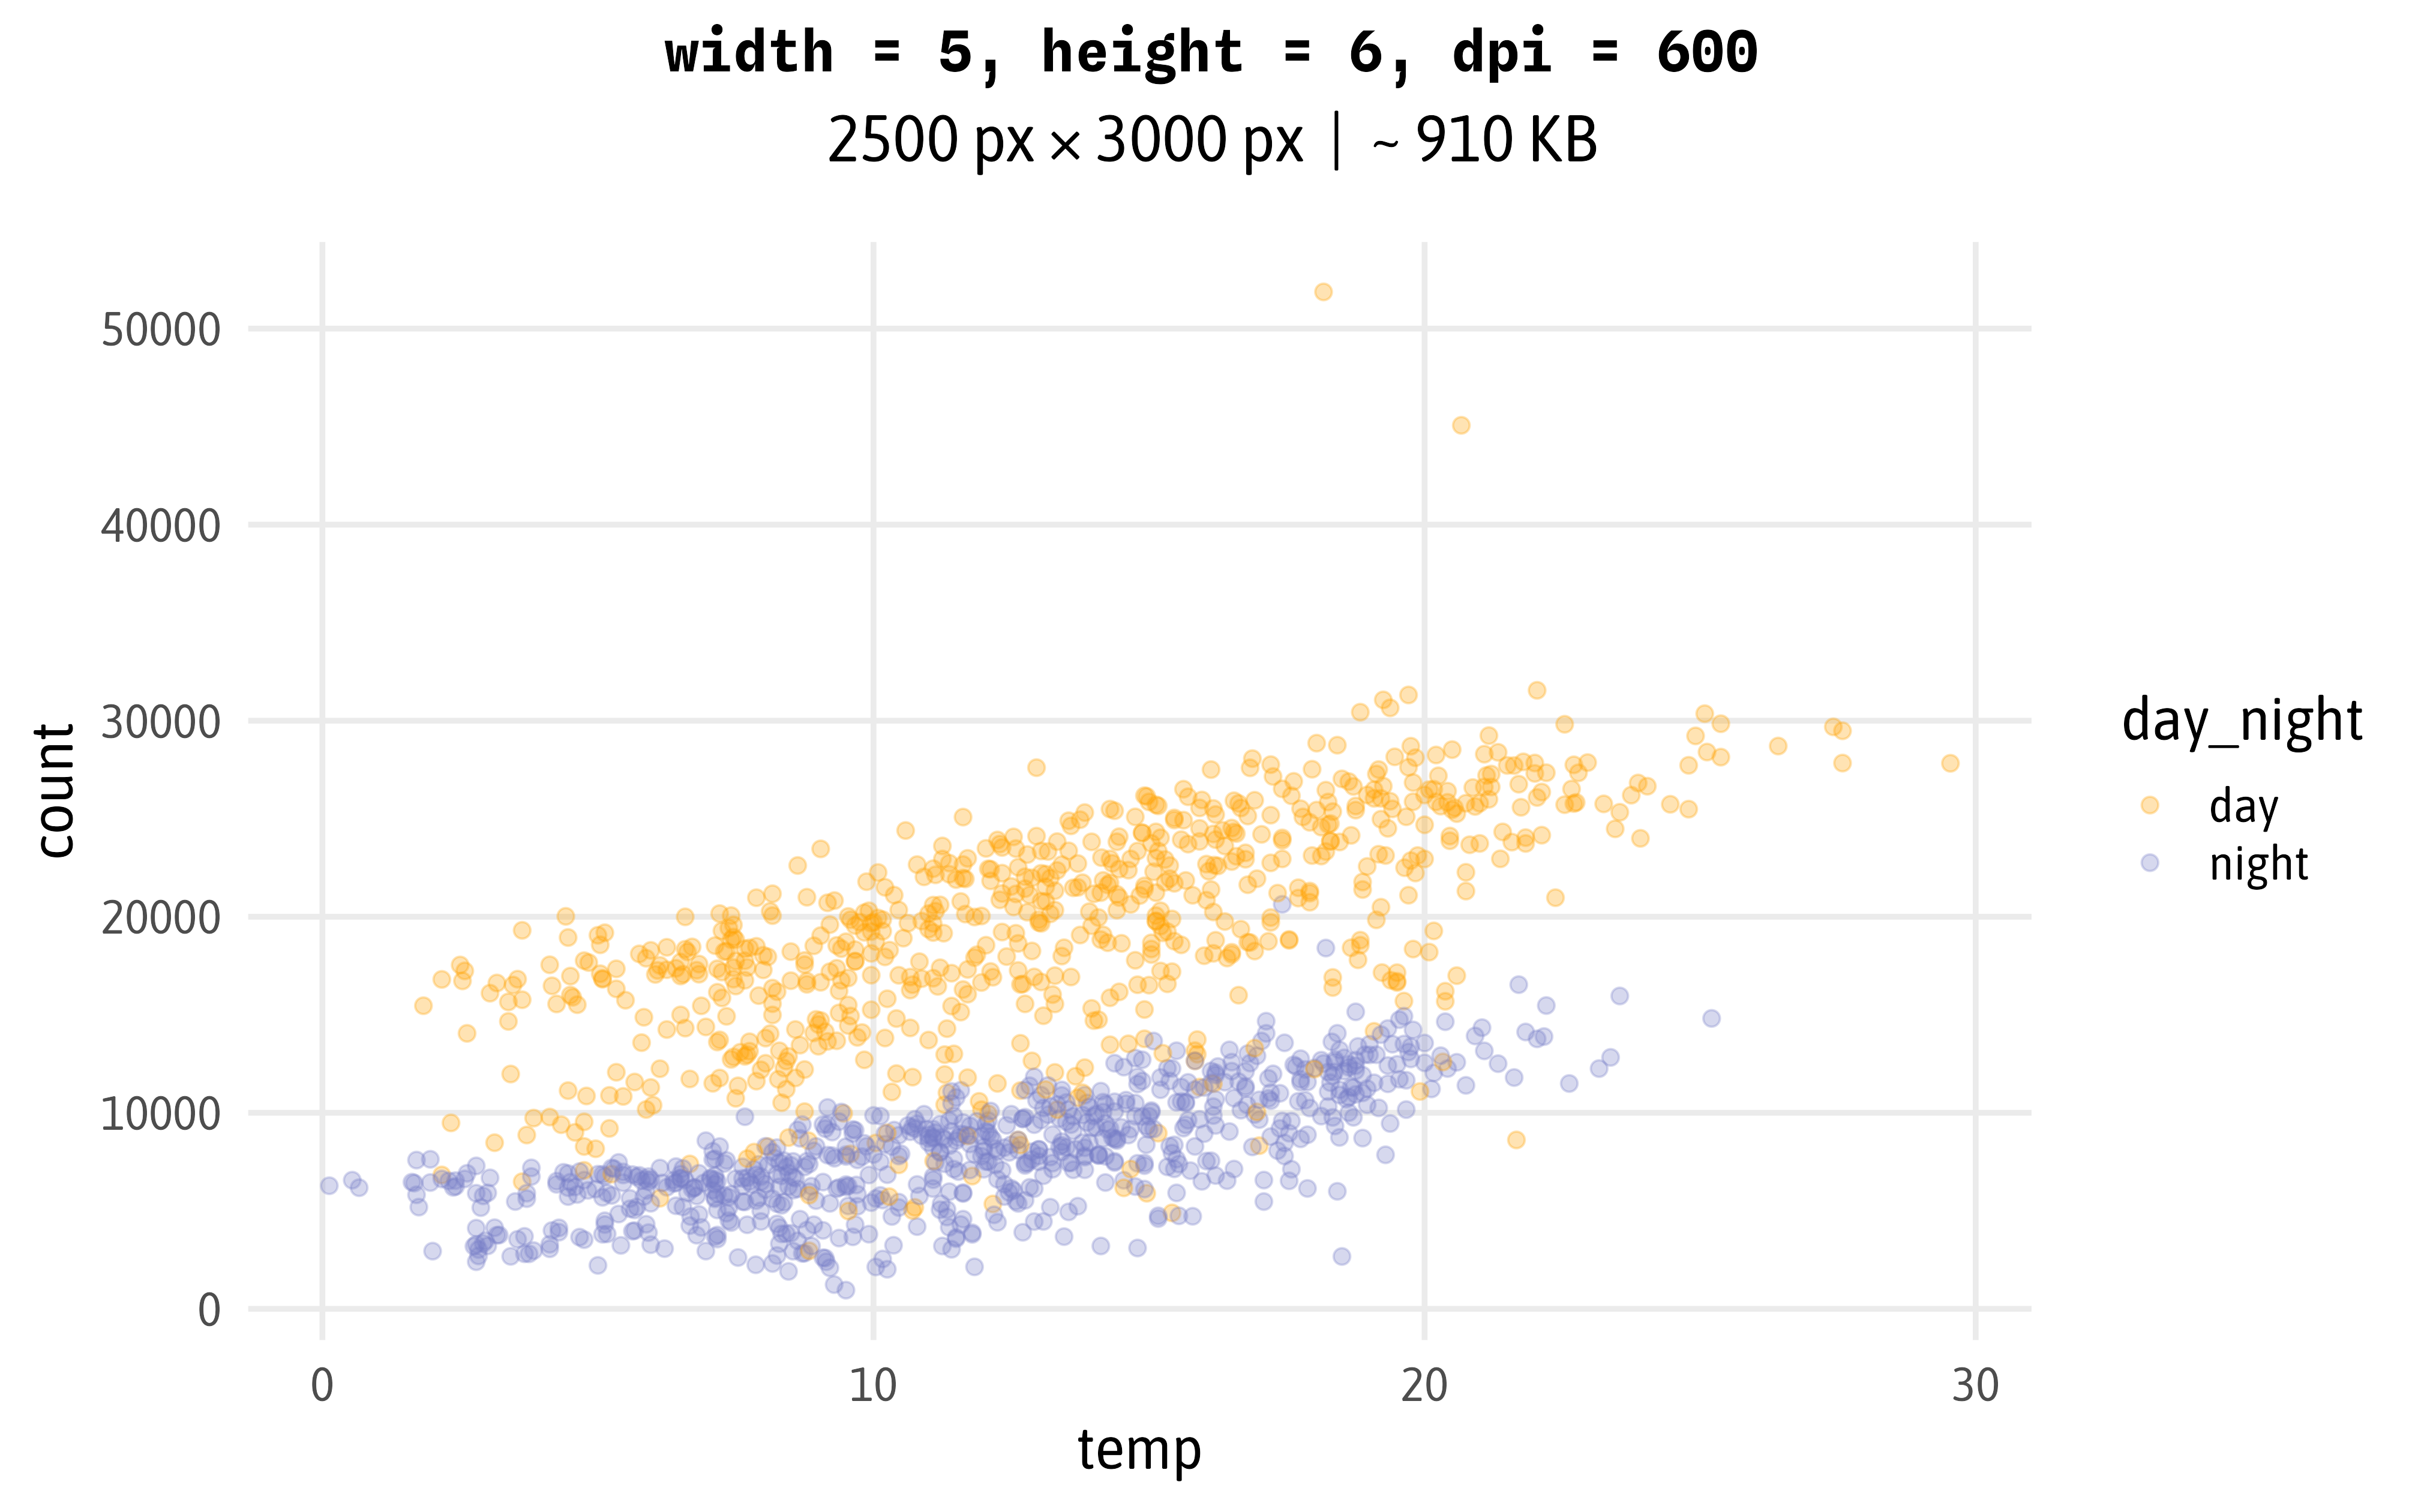 width = 5, height = 6, dpi = 600
2500 px × 3000 px | ~ 910 KB
count
50000
40000
30000
20000
10000
0
0 10 20 30
temp
day_night
day
night